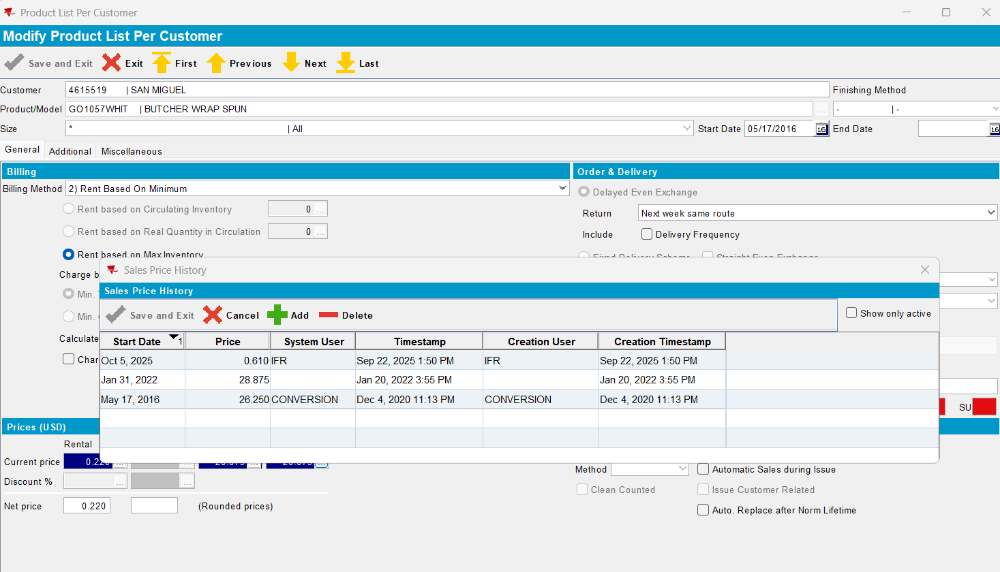 Product List Per Customer
Modify Product List Per Customer
Save and Exit Exit First Previous Next Last
Customer 4615519 | SAN MIGUEL Finishing Method
Product/Model GO1057WHIT | BUTCHER WRAP SPUN ... - | -
Size * | All Start Date 05/17/2016 16 End Date 16
General Additional Miscellaneous
Billing Order & Delivery
Billing Method 2) Rent Based On Minimum Delayed Even Exchange
Rent based on Circulating Inventory 0 ...
Return Next week same route
Rent based on Real Quantity in Circulation 0 ...
Include Delivery Frequency
Rent based on Max Inventory Fixed Delivery Scheme Straight Even Exchange
Sales Price History
Charge b
Sales Price History
Min.
Save and Exit Cancel Add Delete Show only active
Min.
Calculate
Start Date 1 Price System User Timestamp Creation User Creation Timestamp
Char
Oct 5, 2025 0.610 IFR Sep 22, 2025 1:50 PM IFR Sep 22, 2025 1:50 PM
Jan 31, 2022 28.875 Jan 20, 2022 3:55 PM Jan 20, 2022 3:55 PM
May 17, 2016 26.250 CONVERSION Dec 4, 2020 11:13 PM CONVERSION Dec 4, 2020 11:13 PM
SU
Prices (USD)
Rental
Current price 0.220 ... ... ... ...
Method Automatic Sales during Issue
Discount % ... ...
Clean Counted Issue Customer Related
Net price 0.220 (Rounded prices)
Auto. Replace after Norm Lifetime